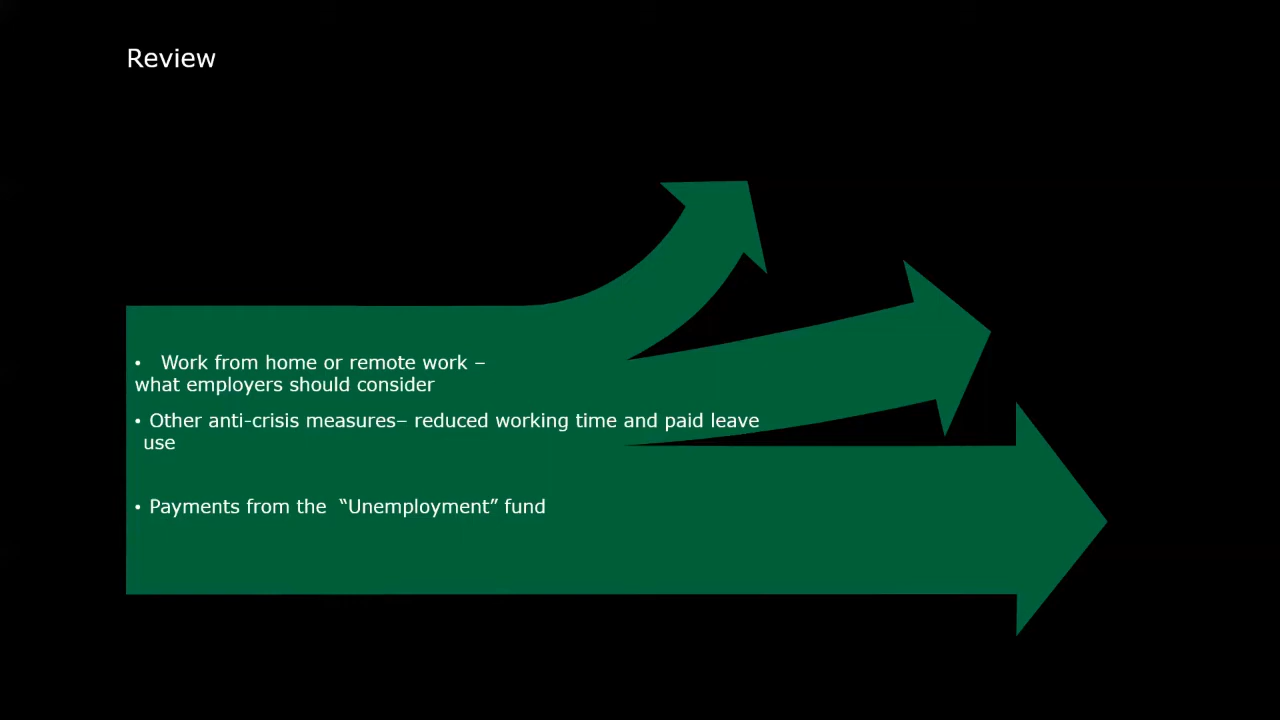 Review
• Work from home or remote work –
what employers should consider
• Other anti-crisis measures– reduced working time and paid leave
use
• Payments from the “Unemployment” fund